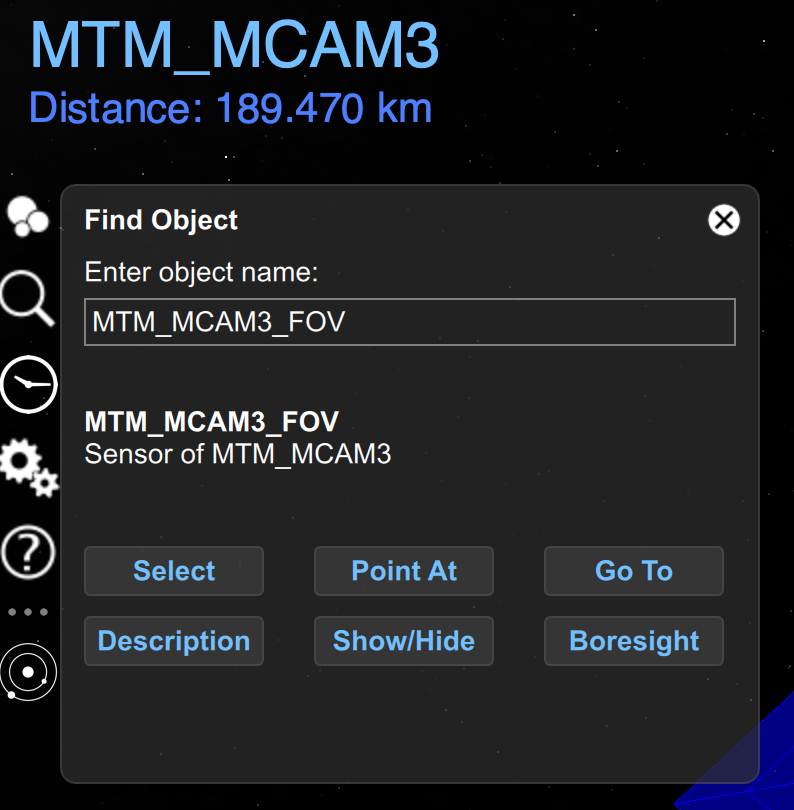 MTM_MCAM3
Distance: 189.470 km
Find Object
Enter object name:
MTM_MCAM3_FOV
MTM_MCAM3_FOV
Sensor of MTM_MCAM3
Select Point At Go To
Description Show/Hide Boresight